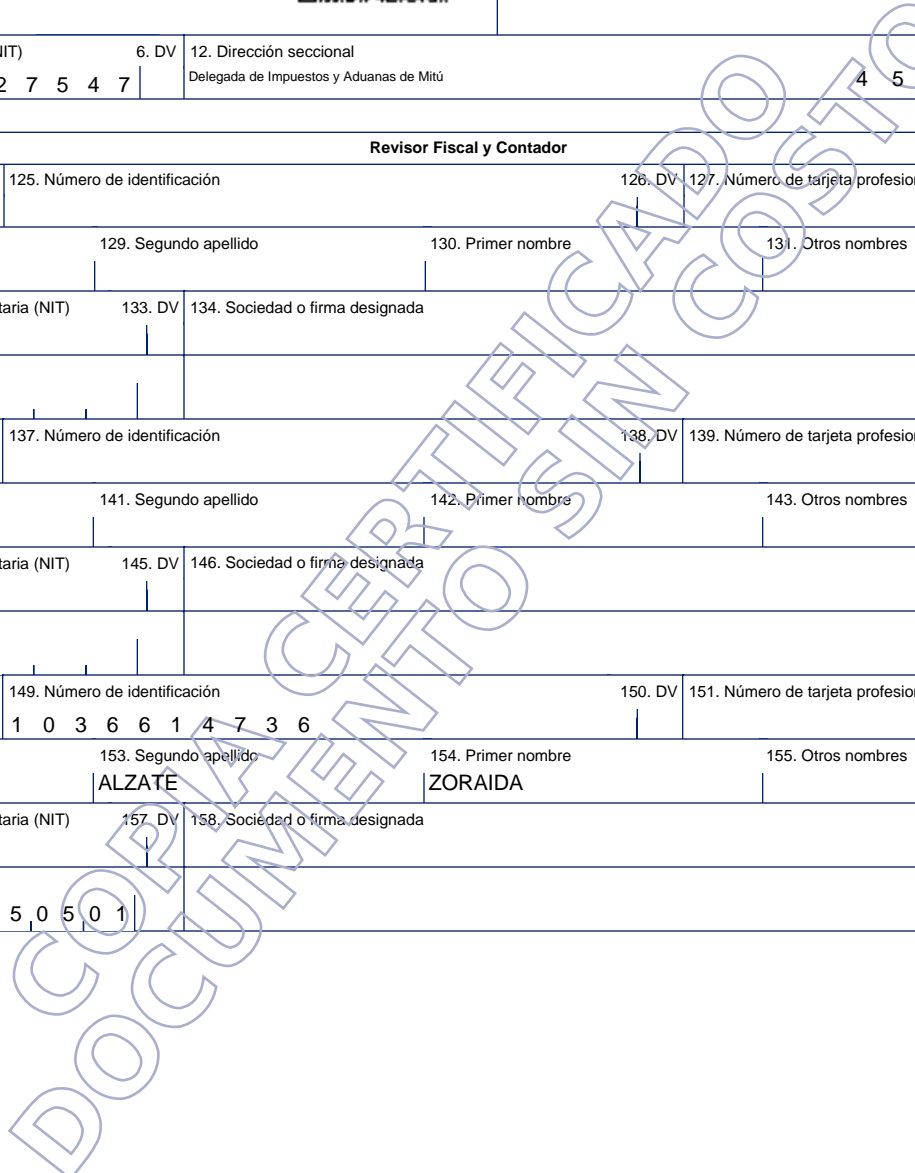 IIT) 6. DV 12. Dirección seccional
2 7 5 4 7 Delegada de Impuestos y Aduanas de Mitú 4 5
Revisor Fiscal y Contador
125. Número de identificación 126. DV 127. Número de tarjeta profesion
129. Segundo apellido 130. Primer nombre 131. Otros nombres
taria (NIT) 133. DV 134. Sociedad o firma designada
137. Número de identificación 138. DV 139. Número de tarjeta profesion
141. Segundo apellido 142. Primer nombre 143. Otros nombres
taria (NIT) 145. DV 146. Sociedad o firma designada
149. Número de identificación 150. DV 151. Número de tarjeta profesion
1 0 3 6 6 1 4 7 3 6
153. Segundo apellido 154. Primer nombre 155. Otros nombres
ALZATE ZORAIDA
taria (NIT) 157. DV 158. Sociedad o firma designada
5 0 5 0 1
COPIA CERTIFICADO
DOCUMENTO SIN COSTO